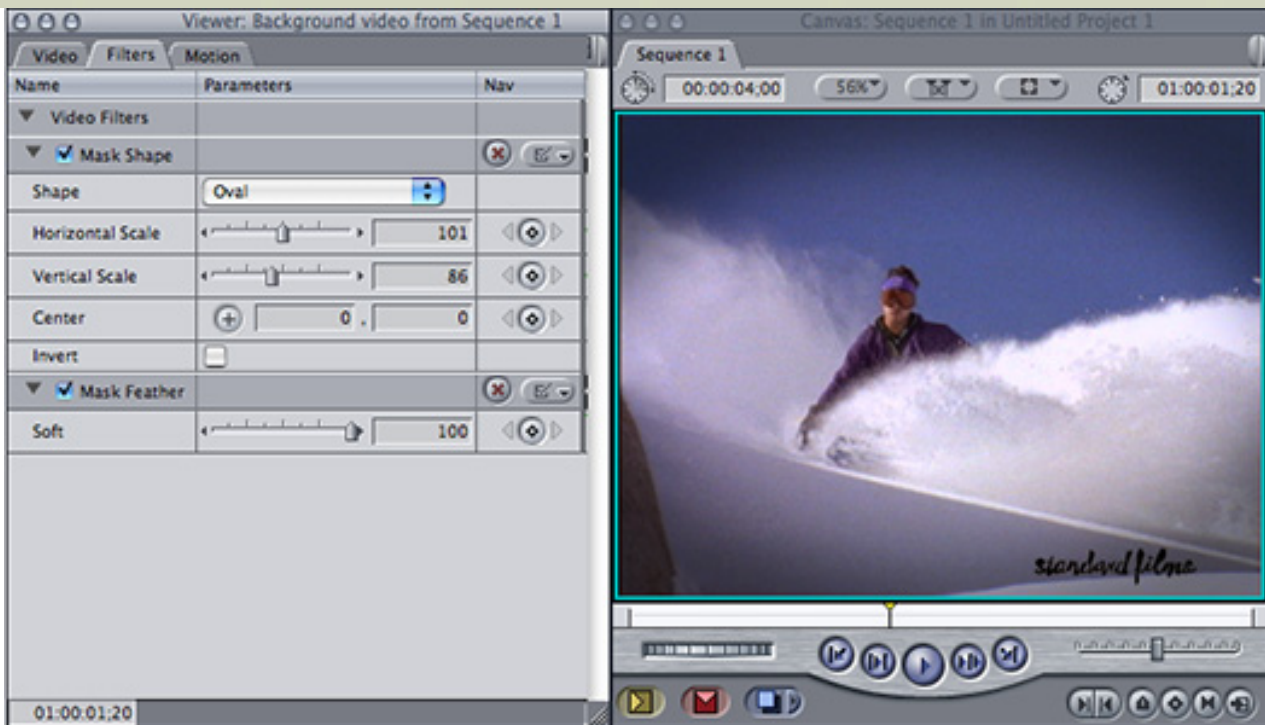 Viewer: Background video from Sequence 1
Video Filters Motion
Name Parameters Nav
Video Filters
Mask Shape
Shape Oval
Horizontal Scale 101
Vertical Scale 86
Center 0 , 0
Invert
Mask Feather
Soft 100
01:00:01;20
Canvas: Sequence 1 in Untitled Project 1
Sequence 1
00:00:04;00 56% 01:00:01;20
standard films